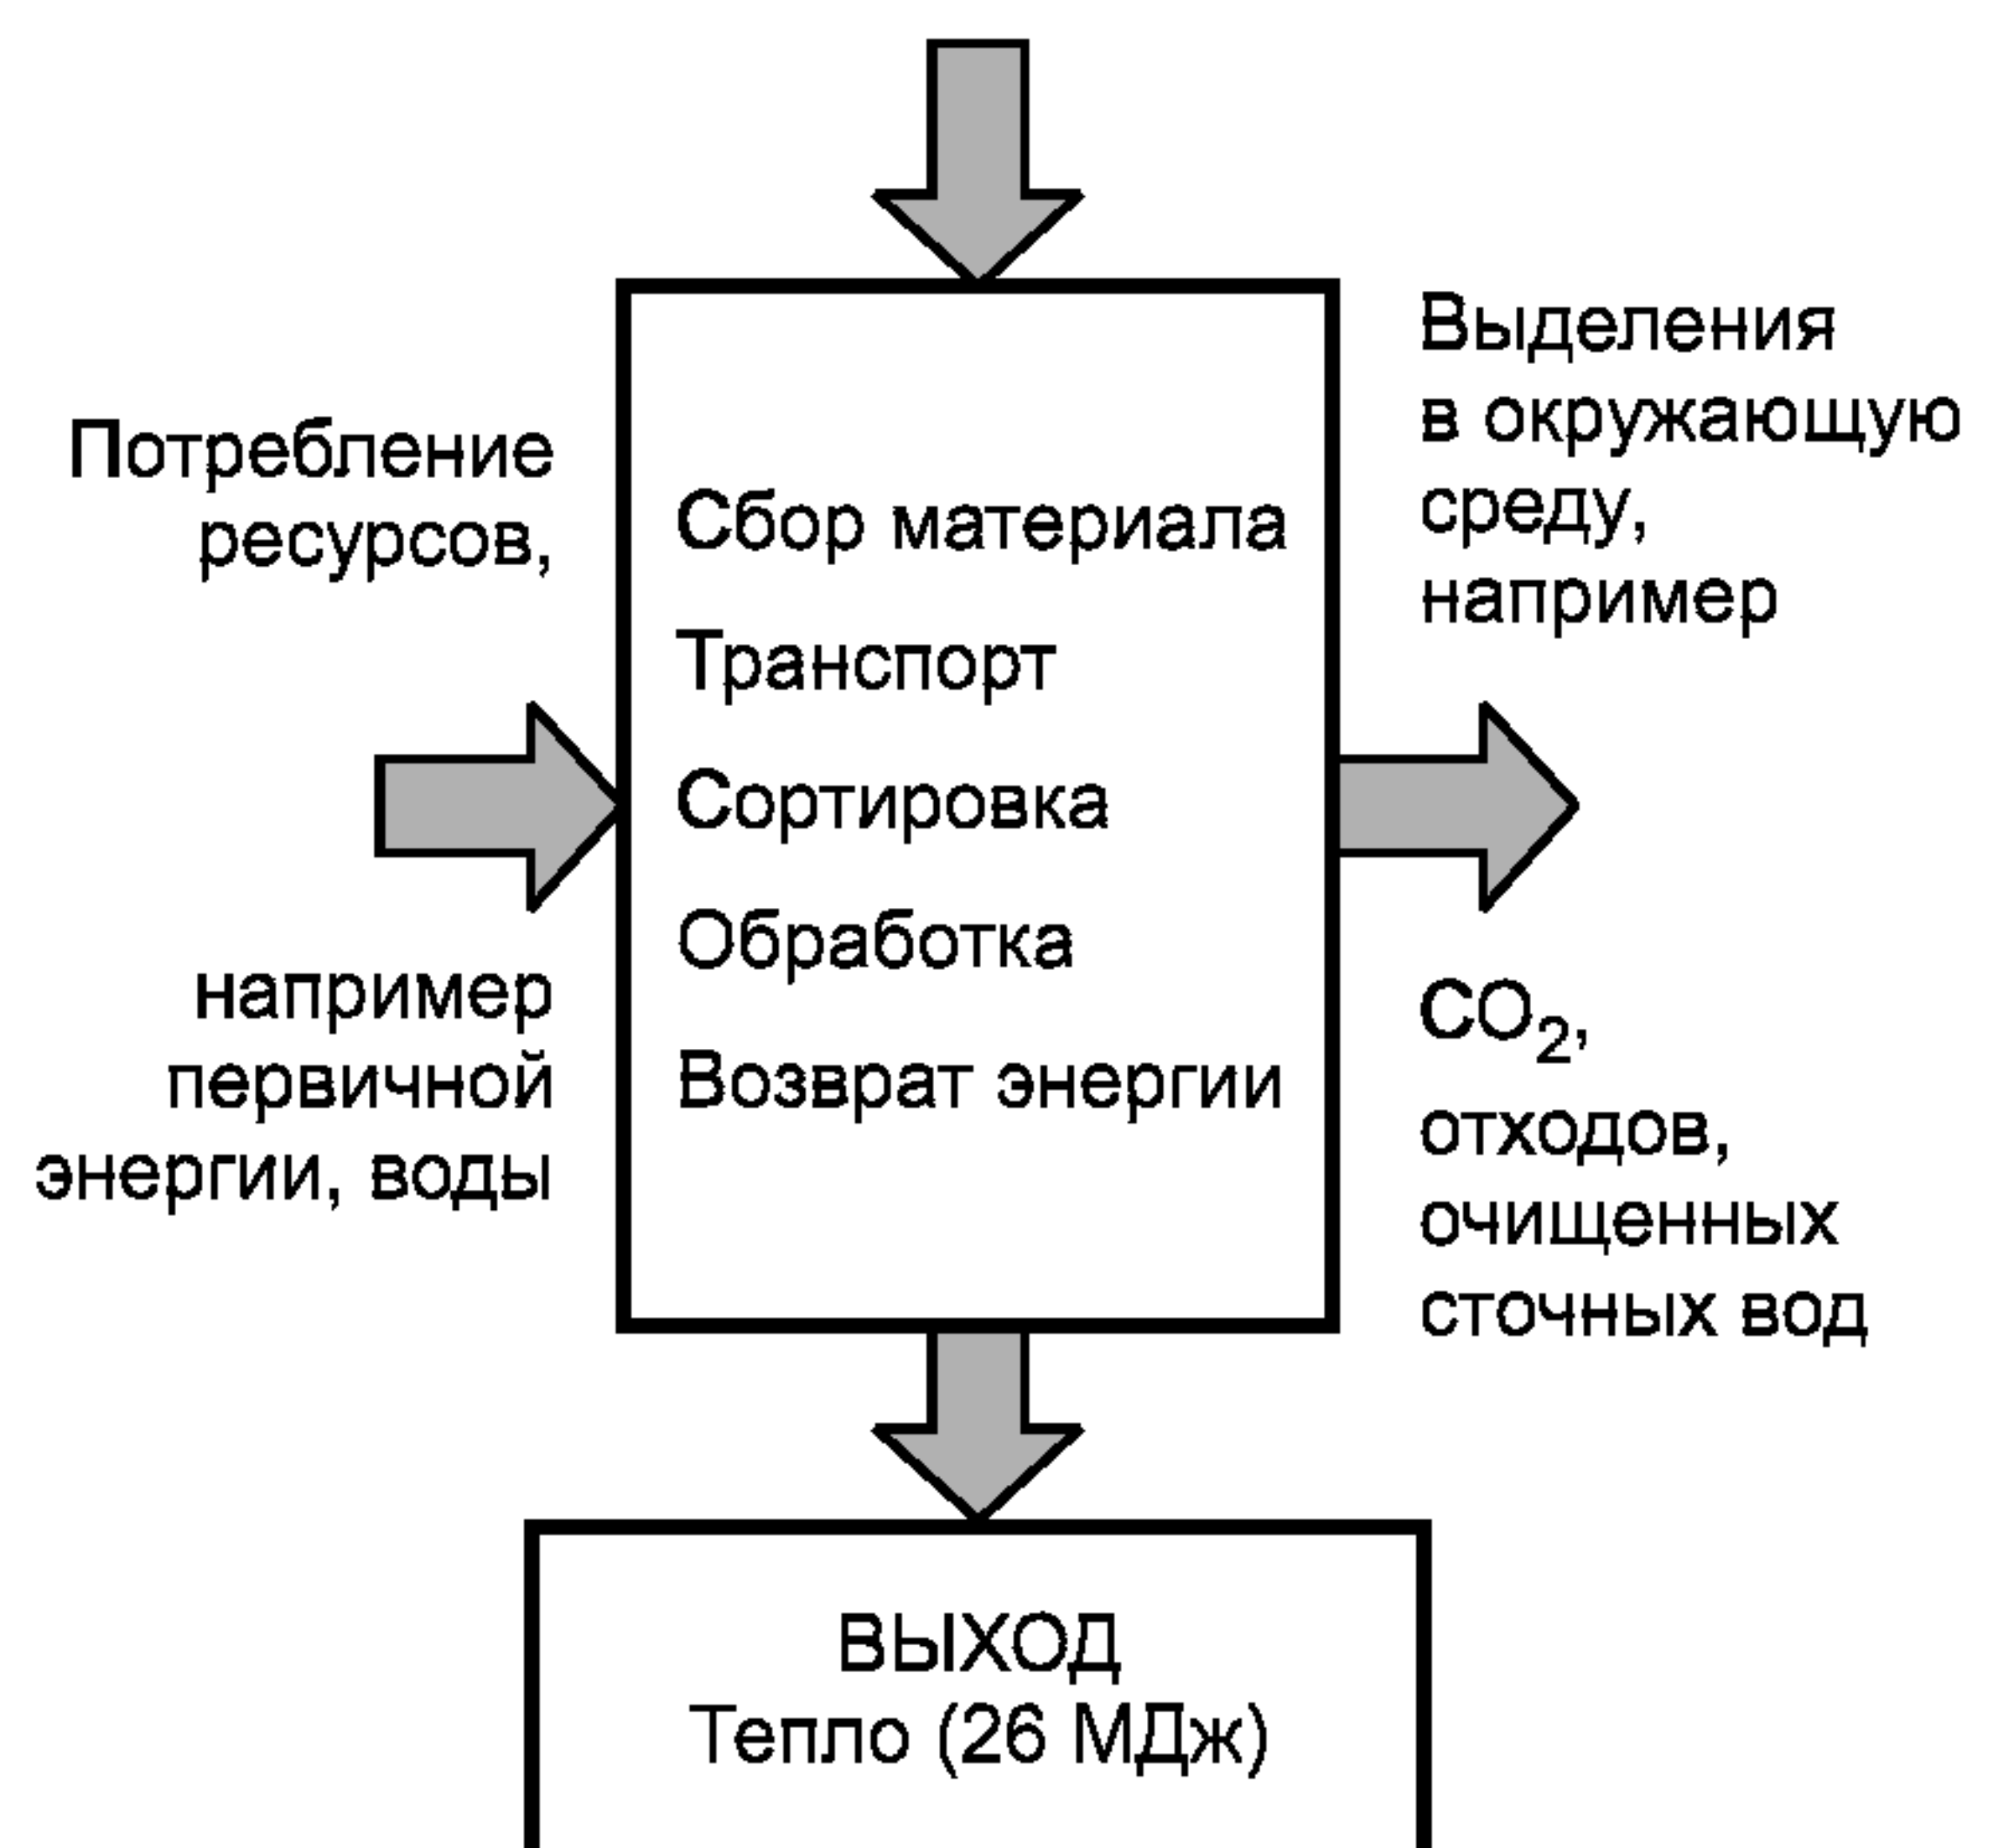 Потребление
ресурсов,
например
первичной
энергии, воды
Сбор материала
Транспорт
Сортировка
Обработка
Возврат энергии
Выделения
в окружающую
среду,
например
CO₂,
отходов,
очищенных
сточных вод
ВЫХОД
Тепло (26 МДж)